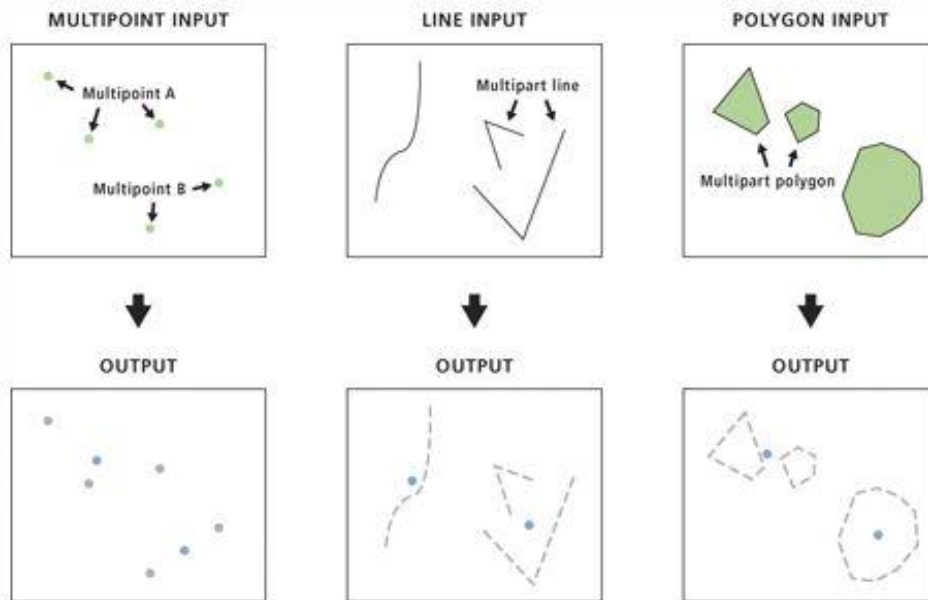 MULTIPOINT INPUT
LINE INPUT
POLYGON INPUT
Multipoint A
Multipoint B
Multipart line
Multipart polygon
OUTPUT
OUTPUT
OUTPUT